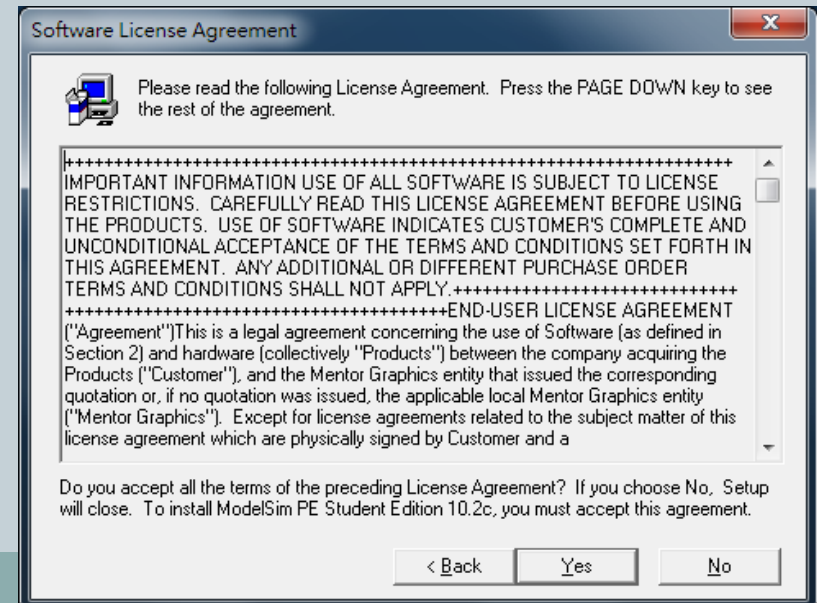 Software License Agreement
Please read the following License Agreement. Press the PAGE DOWN key to see
the rest of the agreement.
+++++++++++++++++++++++++++++++++++++++++++++++++++++++++++++++++++++
IMPORTANT INFORMATION USE OF ALL SOFTWARE IS SUBJECT TO LICENSE
RESTRICTIONS. CAREFULLY READ THIS LICENSE AGREEMENT BEFORE USING
THE PRODUCTS. USE OF SOFTWARE INDICATES CUSTOMER'S COMPLETE AND
UNCONDITIONAL ACCEPTANCE OF THE TERMS AND CONDITIONS SET FORTH IN
THIS AGREEMENT. ANY ADDITIONAL OR DIFFERENT PURCHASE ORDER
TERMS AND CONDITIONS SHALL NOT APPLY.+++++++++++++++++++++++++++++
+++++++++++++++++++++++++++++++++++++++END-USER LICENSE AGREEMENT
("Agreement")This is a legal agreement concerning the use of Software (as defined in
Section 2) and hardware (collectively "Products") between the company acquiring the
Products ("Customer"), and the Mentor Graphics entity that issued the corresponding
quotation or, if no quotation was issued, the applicable local Mentor Graphics entity
("Mentor Graphics"). Except for license agreements related to the subject matter of this
license agreement which are physically signed by Customer and a
Do you accept all the terms of the preceding License Agreement? If you choose No, Setup
will close. To install ModelSim PE Student Edition 10.2c, you must accept this agreement.
< Back Yes No